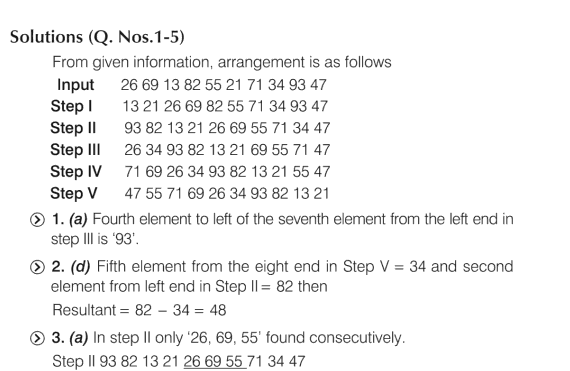 Solutions (Q. Nos.1-5)
From given information, arrangement is as follows
Input 26 69 13 82 55 21 71 34 93 47
Step I 13 21 26 69 82 55 71 34 93 47
Step II 93 82 13 21 26 69 55 71 34 47
Step III 26 34 93 82 13 21 69 55 71 47
Step IV 71 69 26 34 93 82 13 21 55 47
Step V 47 55 71 69 26 34 93 82 13 21
1. (a) Fourth element to left of the seventh element from the left end in
step III is ‘93’.
2. (d) Fifth element from the eight end in Step V = 34 and second
element from left end in Step II = 82 then
Resultant = 82 – 34 = 48
3. (a) In step II only ‘26, 69, 55’ found consecutively.
Step II 93 82 13 21 26 69 55 71 34 47